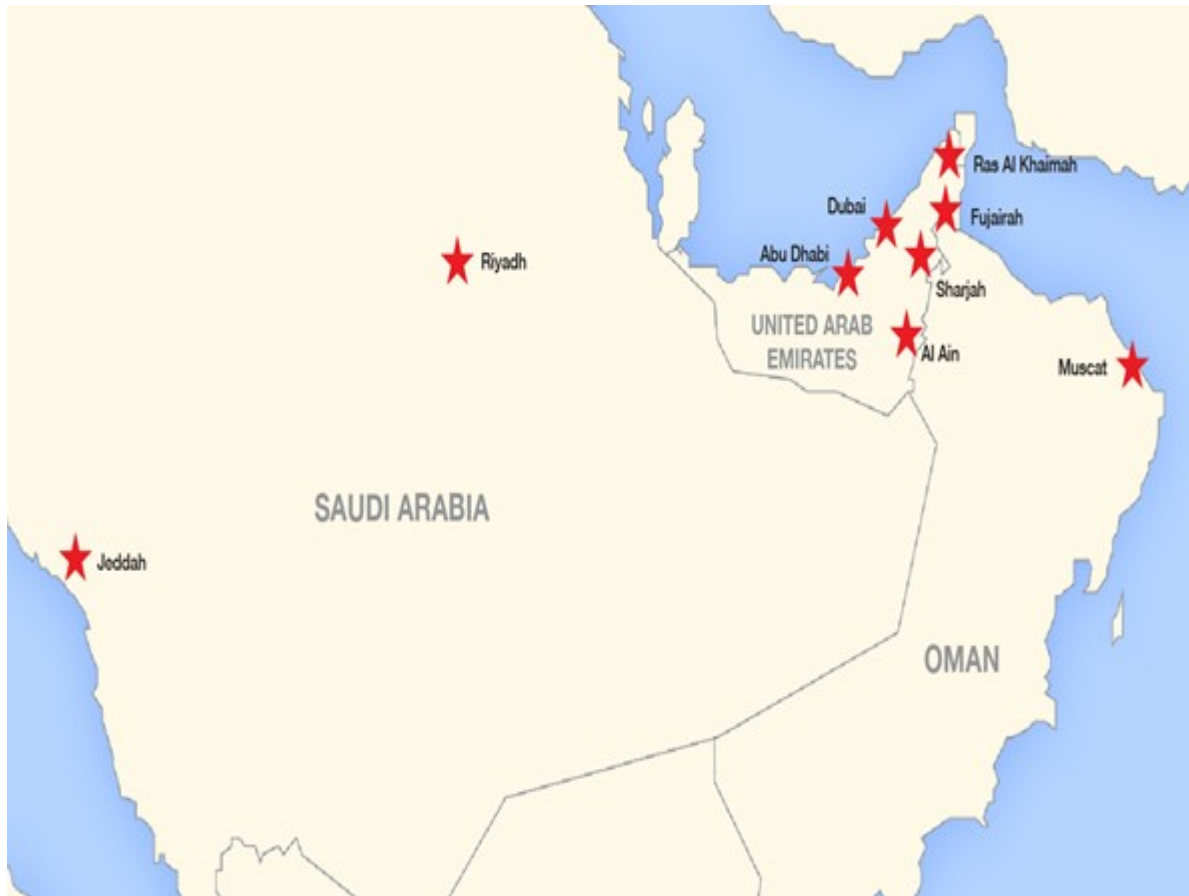 Ras Al Khaimah
Dubai
Fujairah
Abu Dhabi
Riyadh
Sharjah
UNITED ARAB
EMIRATES
Al Ain
Muscat
SAUDI ARABIA
Jeddah
OMAN